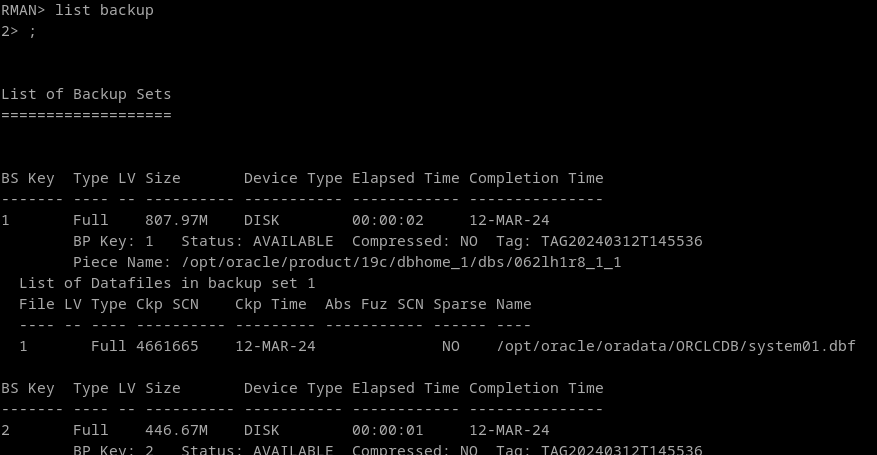 RMAN> list backup
2> ;
List of Backup Sets
===================
BS Key  Type LV Size       Device Type Elapsed Time Completion Time
------- ---- -- ---------- ----------- ------------ ---------------
1       Full    807.97M    DISK        00:00:02     12-MAR-24
        BP Key: 1   Status: AVAILABLE  Compressed: NO  Tag: TAG20240312T145536
        Piece Name: /opt/oracle/product/19c/dbhome_1/dbs/062lh1r8_1_1
  List of Datafiles in backup set 1
  File LV Type Ckp SCN    Ckp Time  Abs Fuz SCN Sparse Name
  ---- -- ---- ---------- --------- ----------- ------ ----
  1       Full 4661665    12-MAR-24              NO    /opt/oracle/oradata/ORCLCDB/system01.dbf
BS Key  Type LV Size       Device Type Elapsed Time Completion Time
------- ---- -- ---------- ----------- ------------ ---------------
2       Full    446.67M    DISK        00:00:01     12-MAR-24
        BP Key: 2   Status: AVAILABLE  Compressed: NO  Tag: TAG20240312T145536